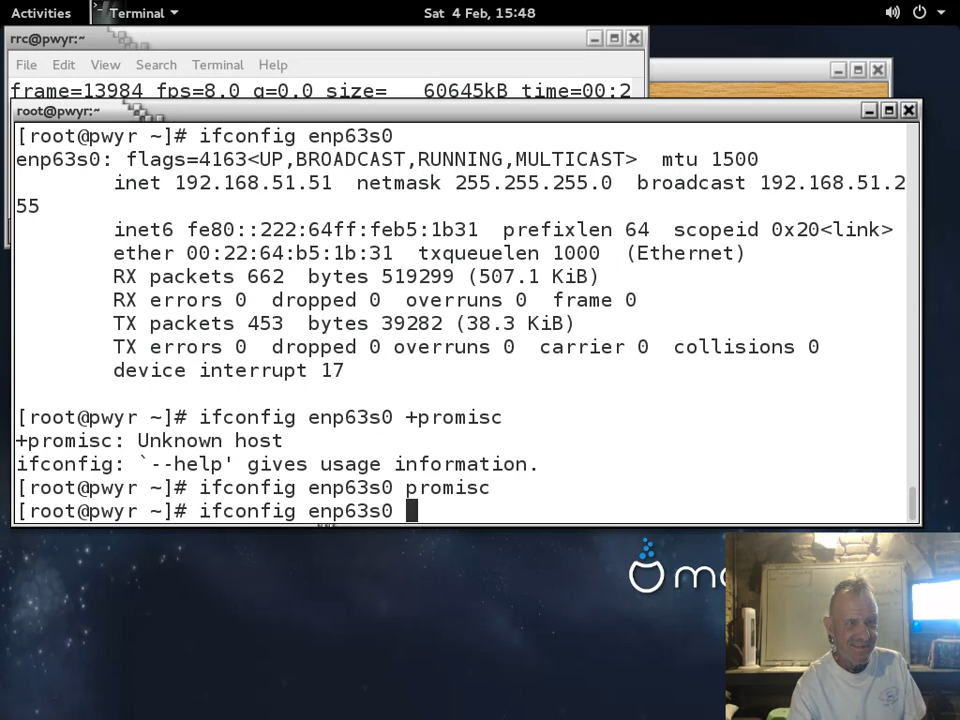 Activities Terminal Sat 4 Feb, 15:48
rrc@pwyr:~
File Edit View Search Terminal Help
frame=13984 fps=8.0 q=0.0 size=   60645kB time=00:2
root@pwyr:~
[root@pwyr ~]# ifconfig enp63s0
enp63s0: flags=4163<UP,BROADCAST,RUNNING,MULTICAST>  mtu 1500
        inet 192.168.51.51  netmask 255.255.255.0  broadcast 192.168.51.2
55
        inet6 fe80::222:64ff:feb5:1b31  prefixlen 64  scopeid 0x20<link>
        ether 00:22:64:b5:1b:31  txqueuelen 1000  (Ethernet)
        RX packets 662  bytes 519299 (507.1 KiB)
        RX errors 0  dropped 0  overruns 0  frame 0
        TX packets 453  bytes 39282 (38.3 KiB)
        TX errors 0  dropped 0 overruns 0  carrier 0  collisions 0
        device interrupt 17
[root@pwyr ~]# ifconfig enp63s0 +promisc
+promisc: Unknown host
ifconfig: `--help' gives usage information.
[root@pwyr ~]# ifconfig enp63s0 promisc
[root@pwyr ~]# ifconfig enp63s0